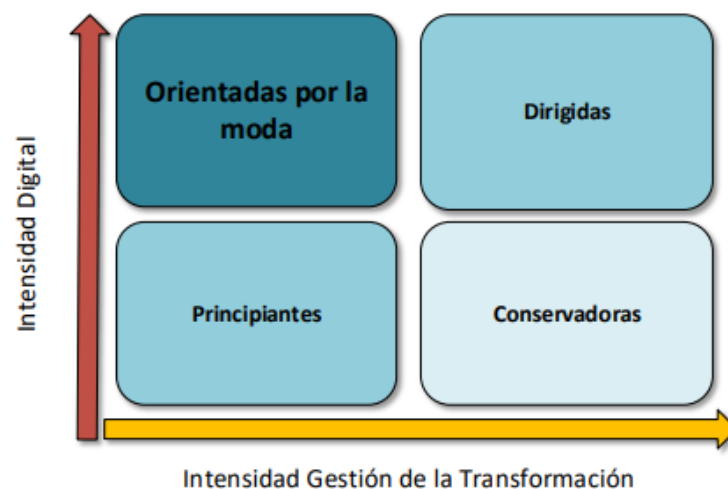 Orientadas por la
moda
Dirigidas
Intensidad Digital
Principiantes
Conservadoras
Intensidad Gestión de la Transformación